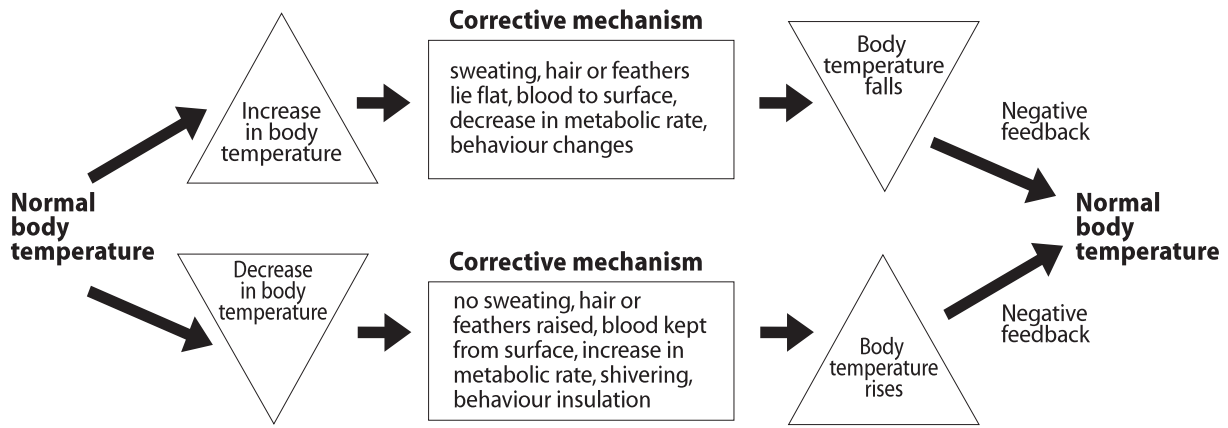 Normal
body
temperature
Increase
in body
temperature
Corrective mechanism
sweating, hair or feathers
lie flat, blood to surface,
decrease in metabolic rate,
behaviour changes
Body
temperature
falls
Negative
feedback
Decrease
in body
temperature
Corrective mechanism
no sweating, hair or
feathers raised, blood kept
from surface, increase in
metabolic rate, shivering,
behaviour insulation
Body
temperature
rises
Negative
feedback
Normal
body
temperature